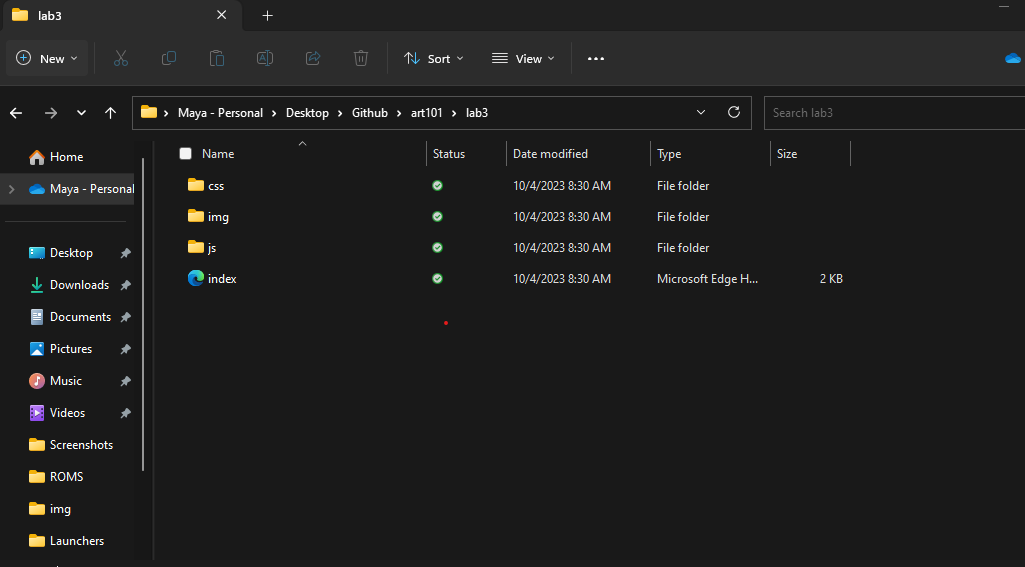 lab3
New
Sort
View
Maya - Personal
Desktop
Github
art101
lab3
Search lab3
Home
Maya - Personal
Desktop
Downloads
Documents
Pictures
Music
Videos
Screenshots
ROMS
img
Launchers
Name Status Date modified Type Size
css 10/4/2023 8:30 AM File folder
img 10/4/2023 8:30 AM File folder
js 10/4/2023 8:30 AM File folder
index 10/4/2023 8:30 AM Microsoft Edge H... 2 KB